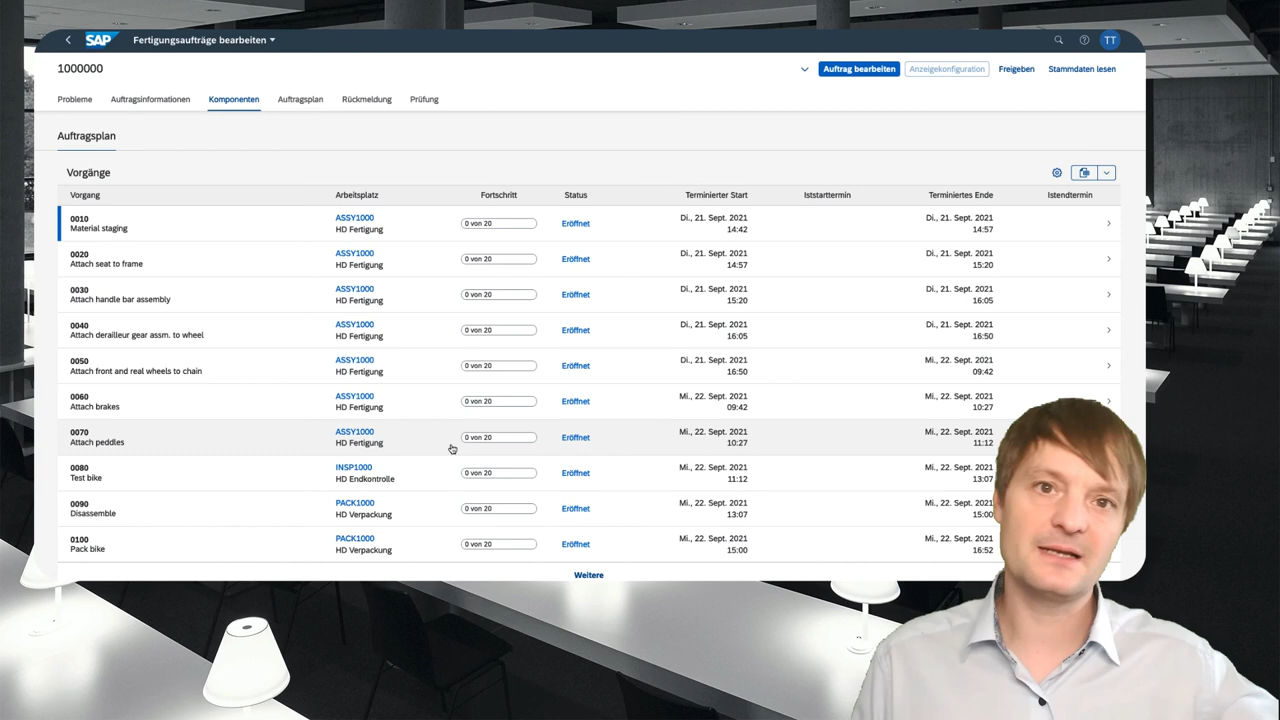 SAP Fertigungsaufträge bearbeiten TT
1000000 Auftrag bearbeiten Anzeigekonfiguration Freigeben Stammdaten lesen
Probleme Auftragsinformationen Komponenten Auftragsplan Rückmeldung Prüfung
Auftragsplan
Vorgänge
Vorgang Arbeitsplatz Fortschritt Status Terminierter Start Iststarttermin Terminiertes Ende Istendtermin
0010 ASSY1000 0 von 20 Eröffnet Di., 21. Sept. 2021 Di., 21. Sept. 2021
Material staging HD Fertigung 14:42 14:57
0020 ASSY1000 0 von 20 Eröffnet Di., 21. Sept. 2021 Di., 21. Sept. 2021
Attach seat to frame HD Fertigung 14:57 15:20
0030 ASSY1000 0 von 20 Eröffnet Di., 21. Sept. 2021 Di., 21. Sept. 2021
Attach handle bar assembly HD Fertigung 15:20 16:05
0040 ASSY1000 0 von 20 Eröffnet Di., 21. Sept. 2021 Di., 21. Sept. 2021
Attach derailleur gear assm. to wheel HD Fertigung 16:05 16:50
0050 ASSY1000 0 von 20 Eröffnet Di., 21. Sept. 2021 Mi., 22. Sept. 2021
Attach front and real wheels to chain HD Fertigung 16:50 09:42
0060 ASSY1000 0 von 20 Eröffnet Mi., 22. Sept. 2021 Mi., 22. Sept. 2021
Attach brakes HD Fertigung 09:42 10:27
0070 ASSY1000 0 von 20 Eröffnet Mi., 22. Sept. 2021 Mi., 22. Sept. 2021
Attach peddles HD Fertigung 10:27 11:12
0080 INSP1000 0 von 20 Eröffnet Mi., 22. Sept. 2021 Mi., 22. Sept. 2021
Test bike HD Endkontrolle 11:12 13:07
0090 PACK1000 0 von 20 Eröffnet Mi., 22. Sept. 2021 Mi., 22. Sept. 2021
Disassemble HD Verpackung 13:07 15:00
0100 PACK1000 0 von 20 Eröffnet Mi., 22. Sept. 2021 Mi., 22. Sept. 2021
Pack bike HD Verpackung 15:00 16:52
Weitere